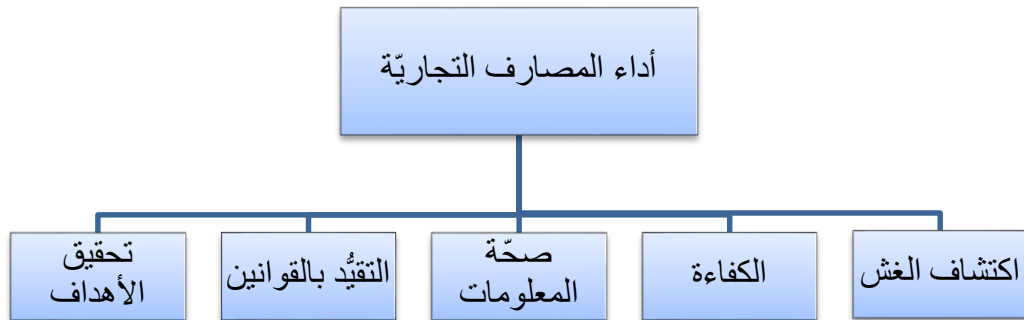 أداء المصارف التجاريّة
اكتشاف الغش
الكفاءة
صحّة
المعلومات
التقيُّد بالقوانين
تحقيق
الأهداف